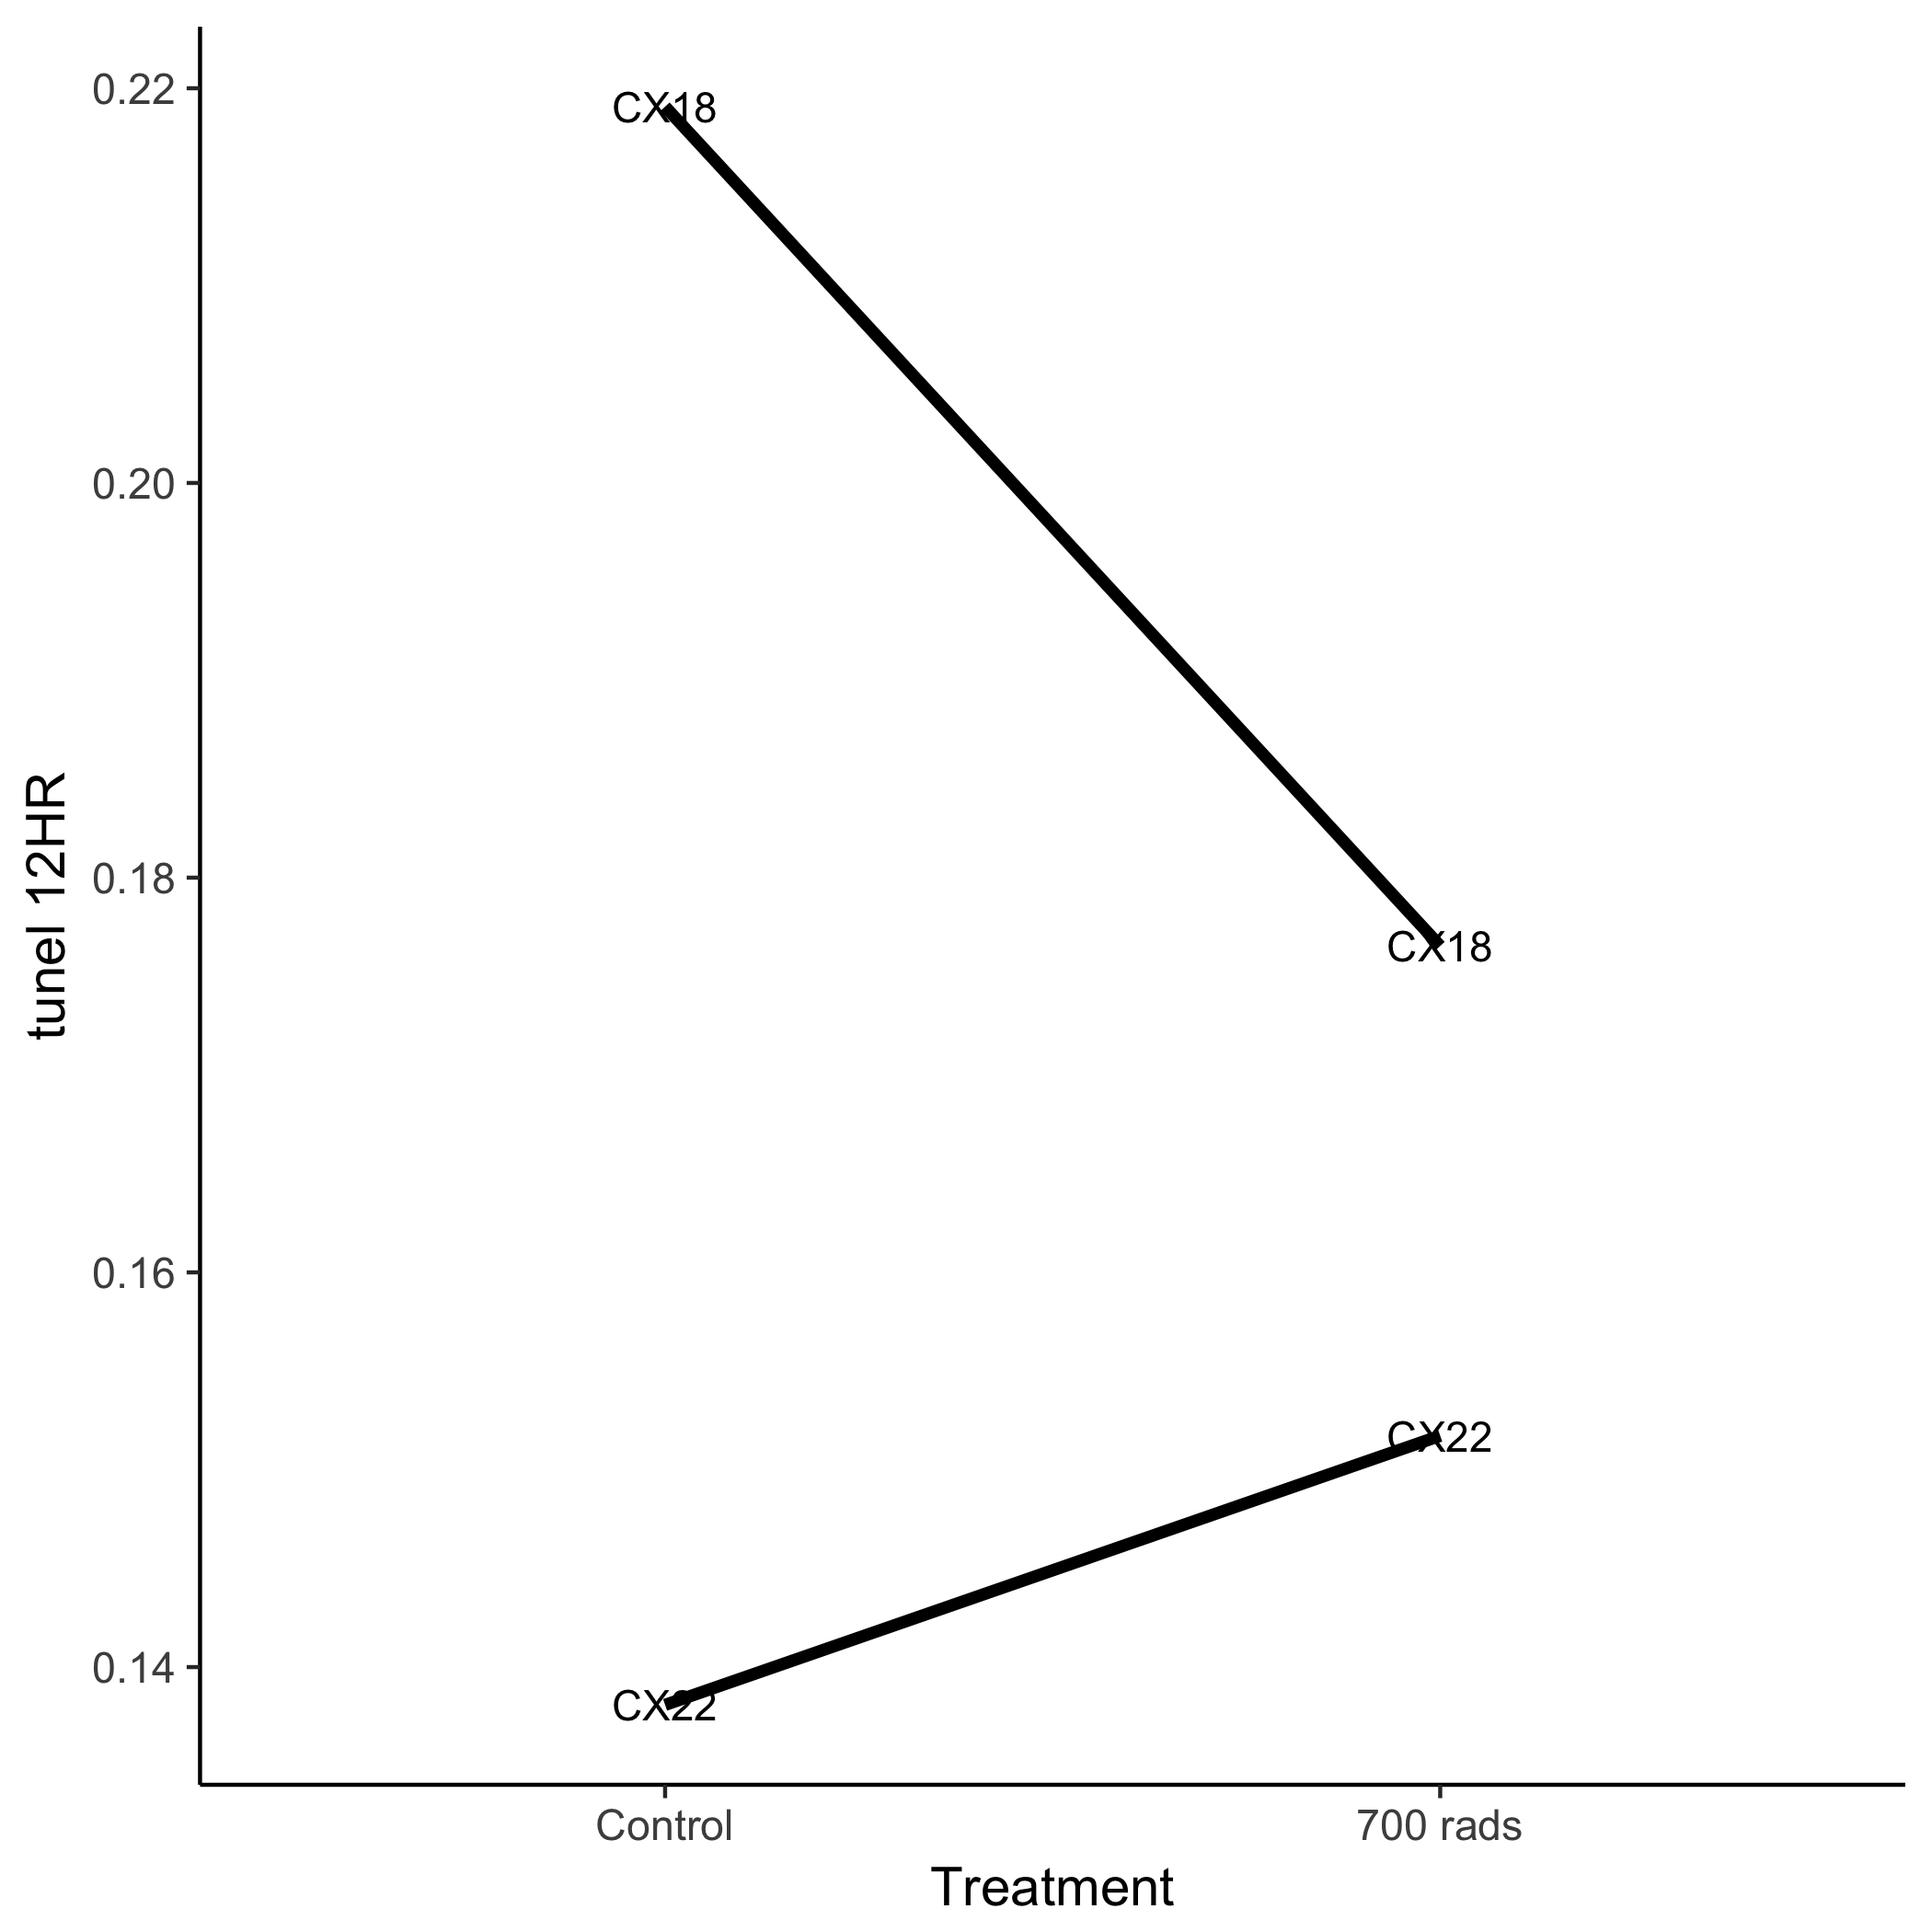 tunel 12HR
0.22
0.20
0.18
0.16
0.14
CX18
CX18
CX22
CX22
Control
700 rads
Treatment